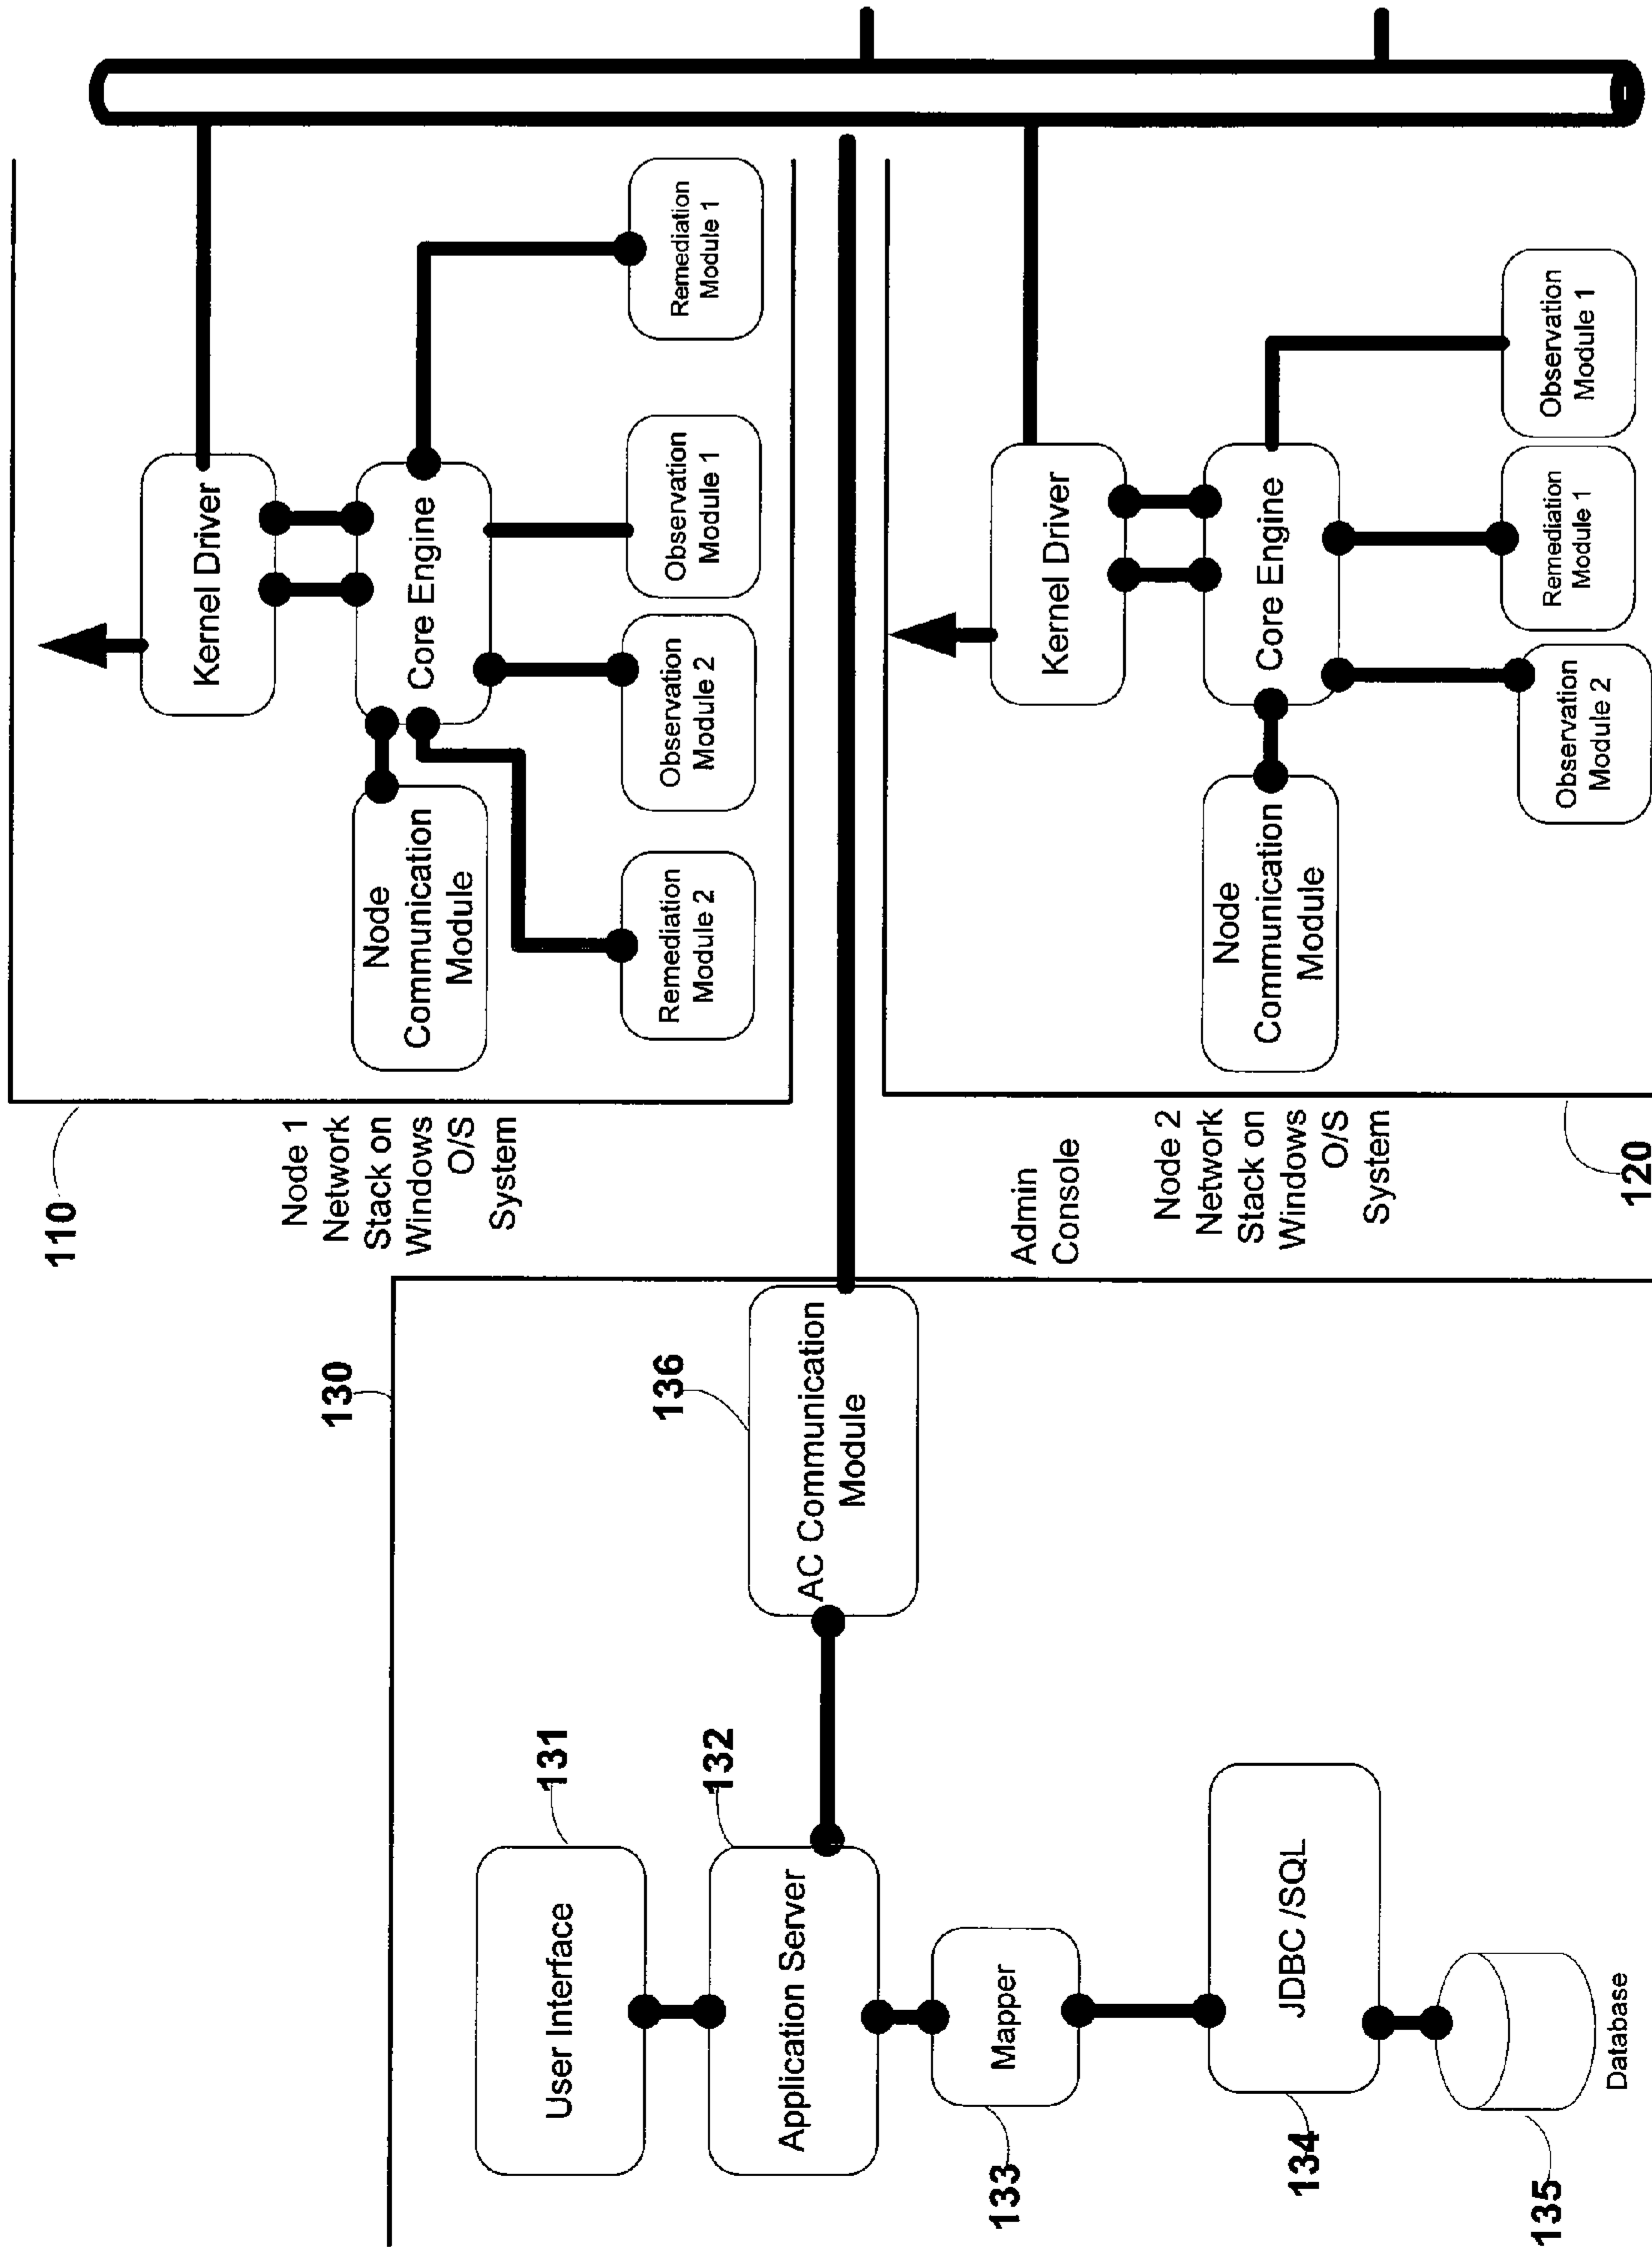 110
Node 1
Network
Stack on
Windows
O/S
System
Kernel Driver
Core Engine
Node
Communication
Module
Remediation
Module 2
Observation
Module 2
Observation
Module 1
Remediation
Module 1
130
Admin
Console
User Interface
131
Application Server
132
Mapper
133
JDBC /SQL
134
Database
135
AC Communication
Module
136
Node 2
Network
Stack on
Windows
O/S
System
120
Kernel Driver
Core Engine
Node
Communication
Module
Observation
Module 2
Remediation
Module 1
Observation
Module 1